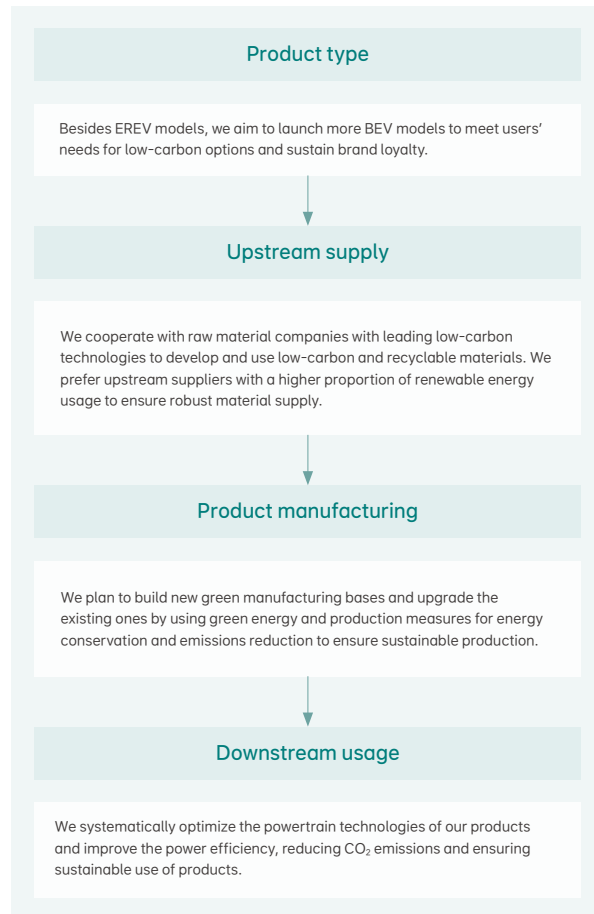 Product type
Besides EREV models, we aim to launch more BEV models to meet users'
needs for low-carbon options and sustain brand loyalty.
Upstream supply
We cooperate with raw material companies with leading low-carbon
technologies to develop and use low-carbon and recyclable materials. We
prefer upstream suppliers with a higher proportion of renewable energy
usage to ensure robust material supply.
Product manufacturing
We plan to build new green manufacturing bases and upgrade the
existing ones by using green energy and production measures for energy
conservation and emissions reduction to ensure sustainable production.
Downstream usage
We systematically optimize the powertrain technologies of our products
and improve the power efficiency, reducing CO₂ emissions and ensuring
sustainable use of products.